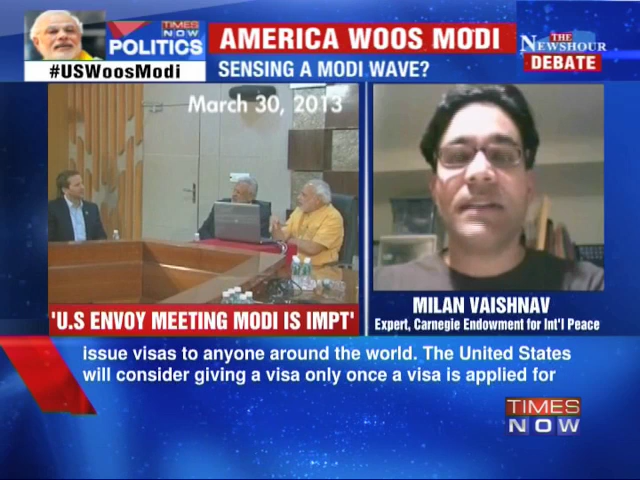 TIMES
NOW
POLITICS
#USWoosModi
AMERICA WOOS MODI
SENSING A MODI WAVE?
THE
NEWSHOUR
DEBATE
March 30, 2013
'U.S ENVOY MEETING MODI IS IMPT'
MILAN VAISHNAV
Expert, Carnegie Endowment for Int'l Peace
issue visas to anyone around the world. The United States
will consider giving a visa only once a visa is applied for
TIMES
NOW